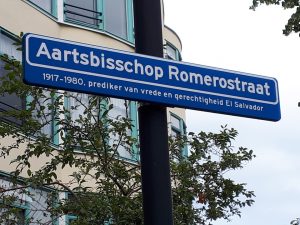 Aartsbisschop Romerostraat
1917-1980. prediker van vrede en gerechtigheid El Salvador